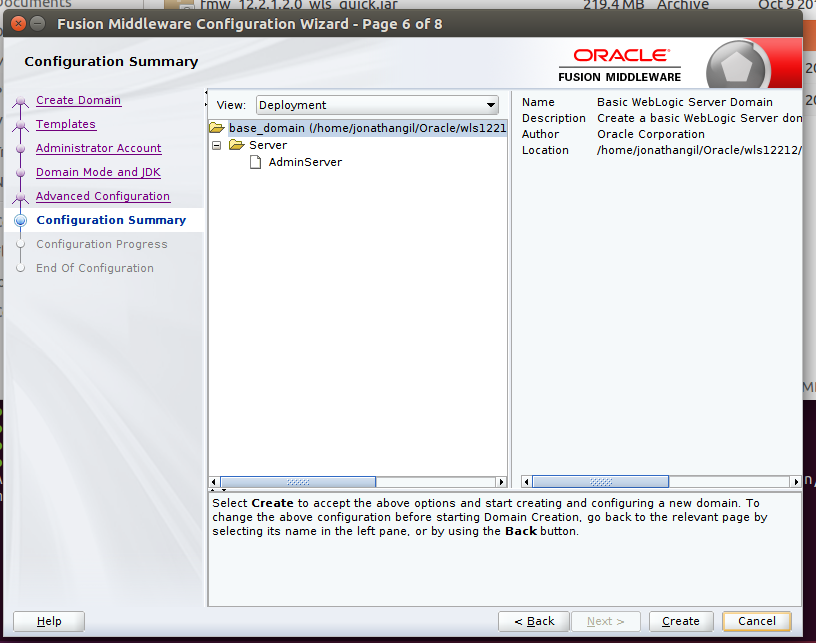 Documents
fmw_12.2.1.2.0_wls_quick.jar
219.4 MB Archive Oct 9 201
Fusion Middleware Configuration Wizard - Page 6 of 8
Configuration Summary
ORACLE
FUSION MIDDLEWARE
Create Domain
Templates
Administrator Account
Domain Mode and JDK
Advanced Configuration
Configuration Summary
Configuration Progress
End Of Configuration
View: Deployment
base_domain (/home/jonathangil/Oracle/wls1221
Server
AdminServer
Name Basic WebLogic Server Domain
Description Create a basic WebLogic Server don
Author Oracle Corporation
Location /home/jonathangil/Oracle/wls12212/
Select Create to accept the above options and start creating and configuring a new domain. To
change the above configuration before starting Domain Creation, go back to the relevant page by
selecting its name in the left pane, or by using the Back button.
Help
< Back
Next >
Create
Cancel